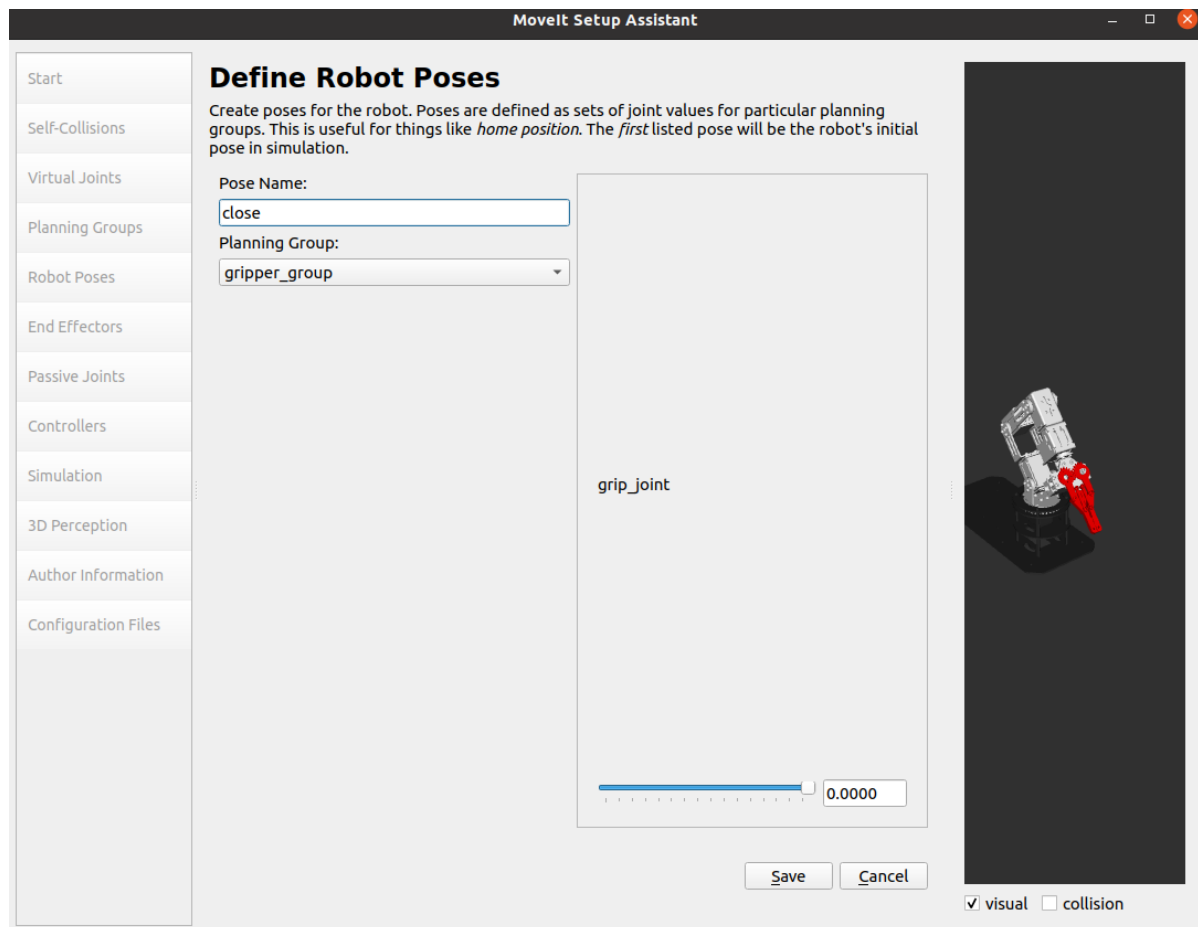 MoveIt Setup Assistant
Start
Self-Collisions
Virtual Joints
Planning Groups
Robot Poses
End Effectors
Passive Joints
Controllers
Simulation
3D Perception
Author Information
Configuration Files
Define Robot Poses
Create poses for the robot. Poses are defined as sets of joint values for particular planning
groups. This is useful for things like home position. The first listed pose will be the robot's initial
pose in simulation.
Pose Name:
close
Planning Group:
gripper_group
grip_joint
0.0000
Save
Cancel
visual
collision